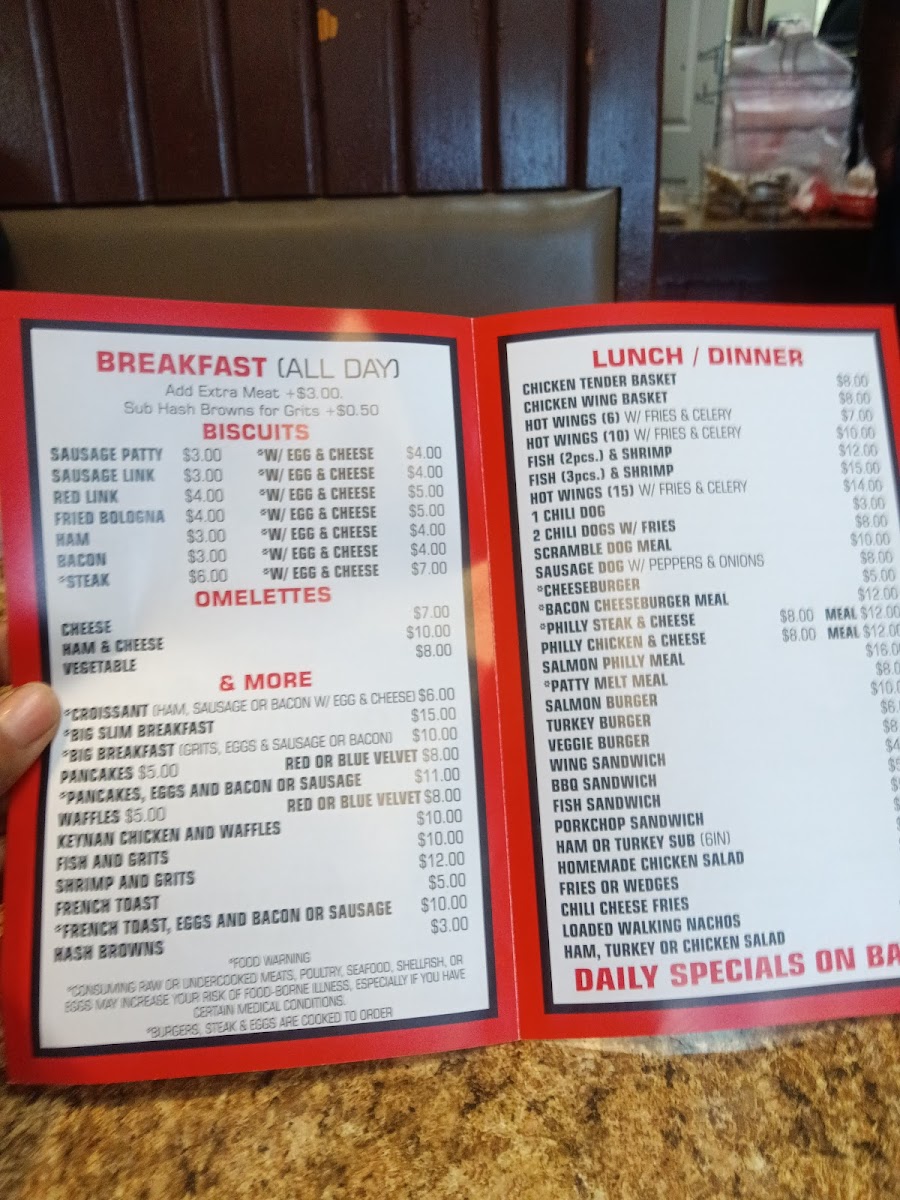 BREAKFAST (ALL DAY)
Add Extra Meat +$3.00.
Sub Hash Browns for Grits +$0.50
BISCUITS
SAUSAGE PATTY $3.00 *W/ EGG & CHEESE $4.00
SAUSAGE LINK $3.00 *W/ EGG & CHEESE $4.00
RED LINK $4.00 *W/ EGG & CHEESE $5.00
FRIED BOLOGNA $4.00 *W/ EGG & CHEESE $5.00
HAM $3.00 *W/ EGG & CHEESE $4.00
BACON $3.00 *W/ EGG & CHEESE $4.00
*STEAK $6.00 *W/ EGG & CHEESE $7.00
OMELETTES
CHEESE $7.00
HAM & CHEESE $10.00
VEGETABLE $8.00
& MORE
*CROISSANT (HAM, SAUSAGE OR BACON W/ EGG & CHEESE) $6.00
*BIG SLIM BREAKFAST $15.00
*BIG BREAKFAST (GRITS, EGGS & SAUSAGE OR BACON) $10.00
PANCAKES $5.00 RED OR BLUE VELVET $8.00
*PANCAKES, EGGS AND BACON OR SAUSAGE $11.00
WAFFLES $5.00 RED OR BLUE VELVET $8.00
KEYNAN CHICKEN AND WAFFLES $10.00
FISH AND GRITS $10.00
SHRIMP AND GRITS $12.00
FRENCH TOAST $5.00
*FRENCH TOAST, EGGS AND BACON OR SAUSAGE $10.00
HASH BROWNS $3.00
*FOOD WARNING
*CONSUMING RAW OR UNDERCOOKED MEATS, POULTRY, SEAFOOD, SHELLFISH, OR
EGGS MAY INCREASE YOUR RISK OF FOOD-BORNE ILLNESS, ESPECIALLY IF YOU HAVE
CERTAIN MEDICAL CONDITIONS.
*BURGERS, STEAK & EGGS ARE COOKED TO ORDER
LUNCH / DINNER
CHICKEN TENDER BASKET $8.00
CHICKEN WING BASKET $8.00
HOT WINGS (6) W/ FRIES & CELERY $7.00
HOT WINGS (10) W/ FRIES & CELERY $10.00
FISH (2pcs.) & SHRIMP $12.00
FISH (3pcs.) & SHRIMP $15.00
HOT WINGS (15) W/ FRIES & CELERY $14.00
1 CHILI DOG $3.00
2 CHILI DOGS W/ FRIES $8.00
SCRAMBLE DOG MEAL $10.00
SAUSAGE DOG W/ PEPPERS & ONIONS $8.00
*CHEESEBURGER $5.00
*BACON CHEESEBURGER MEAL $12.00
*PHILLY STEAK & CHEESE $8.00 MEAL $12.00
PHILLY CHICKEN & CHEESE $8.00 MEAL $12.00
SALMON PHILLY MEAL $16.0
*PATTY MELT MEAL $8.0
SALMON BURGER $10.
TURKEY BURGER $6.
VEGGIE BURGER $8
WING SANDWICH $4
BBQ SANDWICH
FISH SANDWICH
PORKCHOP SANDWICH
HAM OR TURKEY SUB (6IN)
HOMEMADE CHICKEN SALAD
FRIES OR WEDGES
CHILI CHEESE FRIES
LOADED WALKING NACHOS
HAM, TURKEY OR CHICKEN SALAD
DAILY SPECIALS ON BA